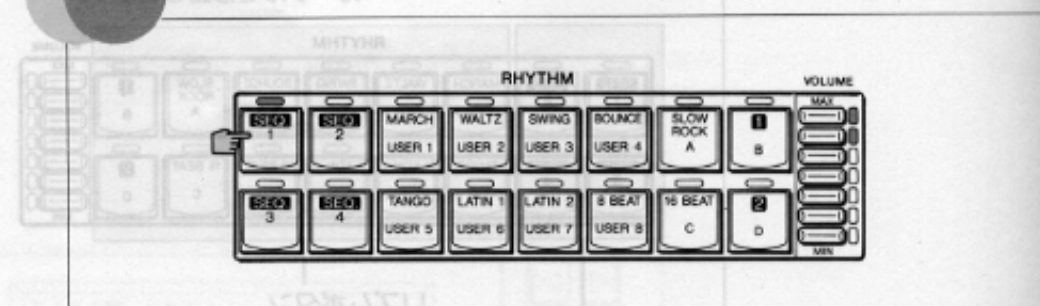 RHYTHM
VOLUME
SEQ 1
SEQ 2
MARCH USER 1
WALTZ USER 2
SWING USER 3
BOUNCE USER 4
SLOW ROCK A
1 B
MAX
SEQ 3
SEQ 4
TANGO USER 5
LATIN 1 USER 6
LATIN 2 USER 7
8 BEAT USER 8
16 BEAT C
2 D
MIN